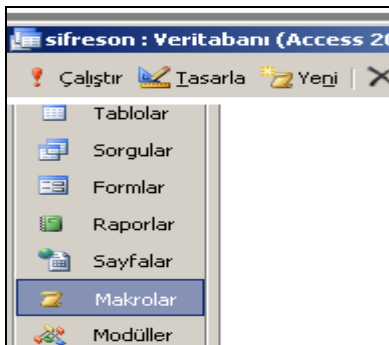 sifreson : Veritabanı (Access 20
Çalıştır Tasarla Yeni
Tablolar
Sorgular
Formlar
Raporlar
Sayfalar
Makrolar
Modüller